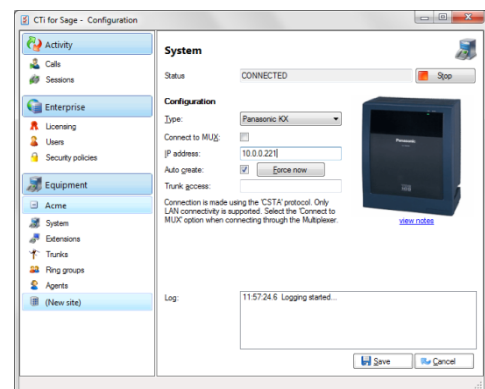 CTi for Sage - Configuration
Activity
Calls
Sessions
Enterprise
Licensing
Users
Security policies
Equipment
Acme
System
Extensions
Trunks
Ring groups
Agents
(New site)
System
Status CONNECTED Stop
Configuration
Type: Panasonic KX
Connect to MUX:
IP address: 10.0.0.221
Auto create: Force now
Trunk access:
Connection is made using the 'CSTA' protocol. Only
LAN connectivity is supported. Select the 'Connect to
MUX' option when connecting through the Multiplexer.
Panasonic
view notes
Log: 11:57:24.6 Logging started...
Save Cancel